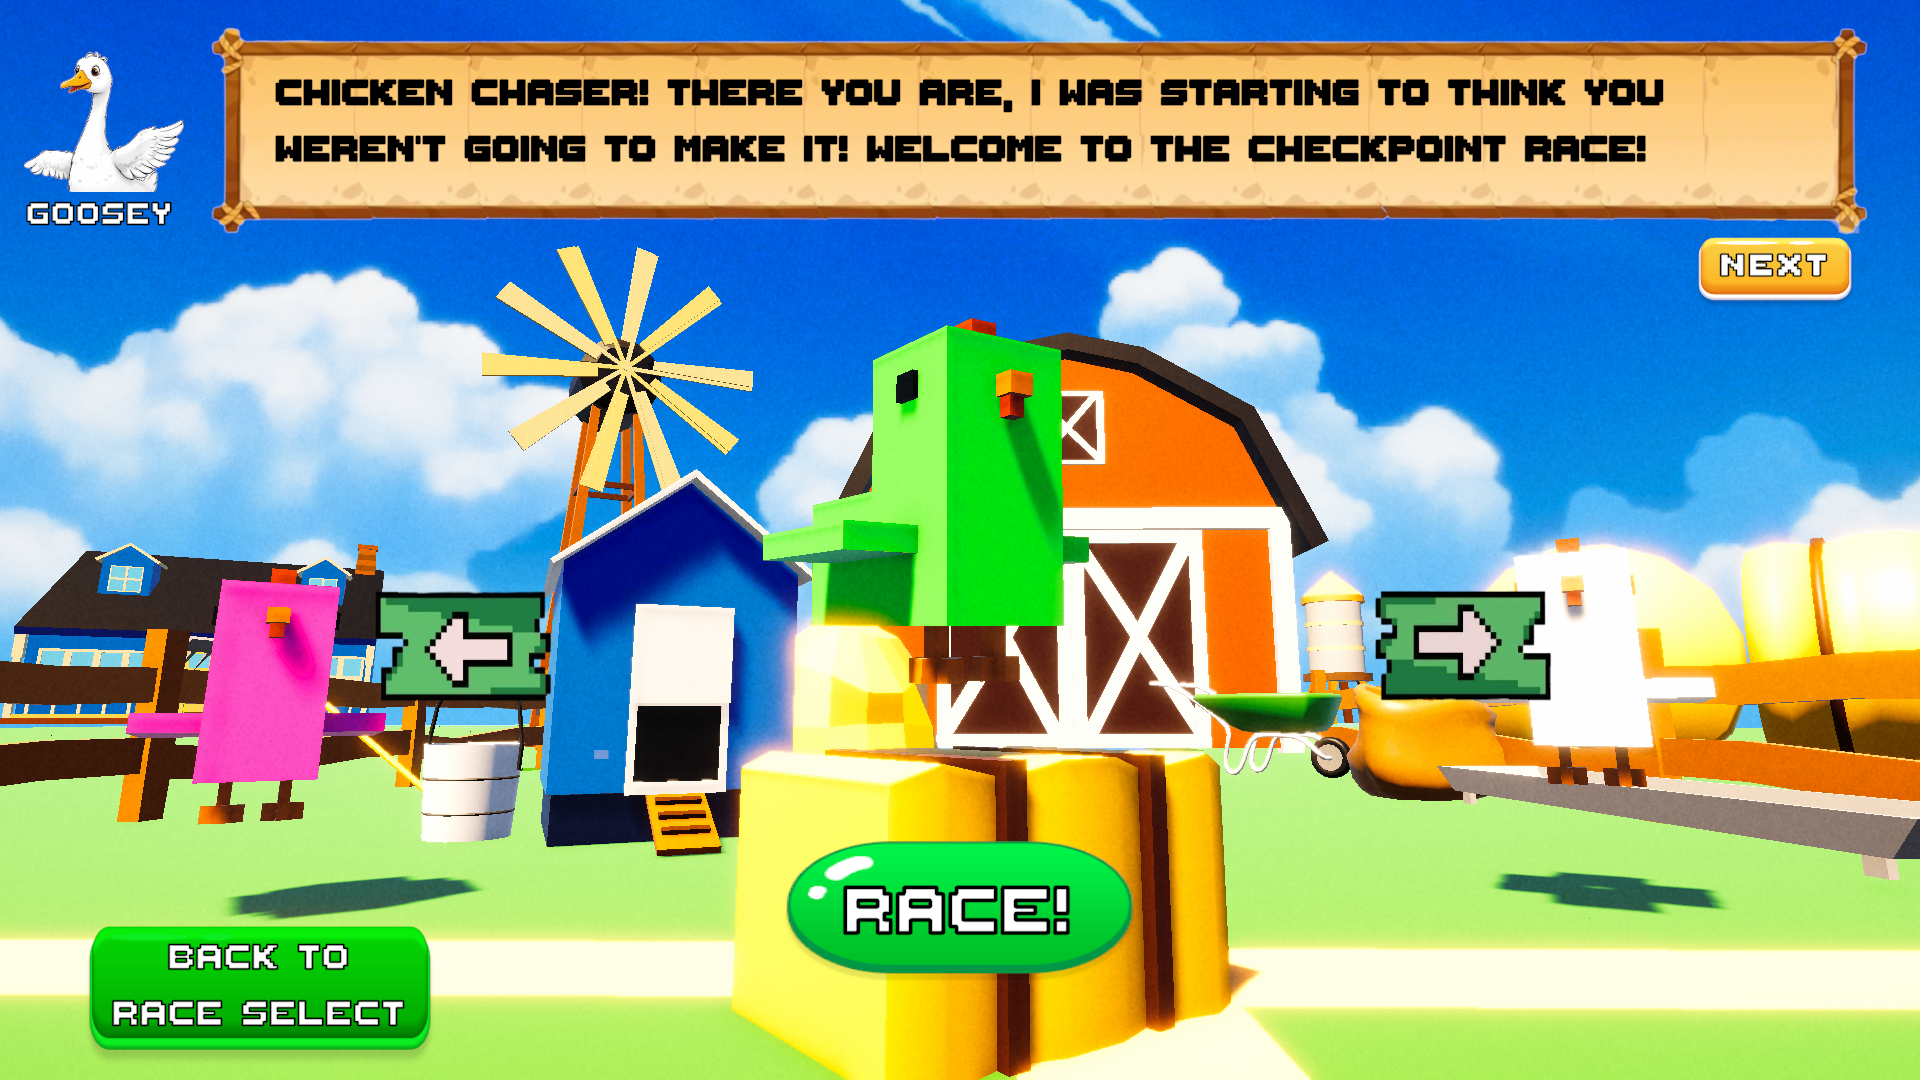 CHICKEN CHASER! THERE YOU ARE, I WAS STARTING TO THINK YOU
WEREN'T GOING TO MAKE IT! WELCOME TO THE CHECKPOINT RACE!
GOOSEY
NEXT
RACE!
BACK TO
RACE SELECT